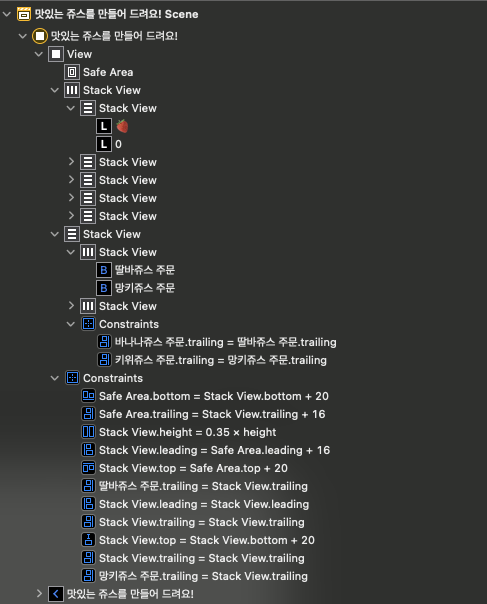 맛있는 쥬스를 만들어 드려요! Scene
맛있는 쥬스를 만들어 드려요!
View
Safe Area
Stack View
Stack View
L 🍓
L 0
Stack View
Stack View
Stack View
Stack View
Stack View
Stack View
B 딸바쥬스 주문
B 망키쥬스 주문
Stack View
Constraints
바나나쥬스 주문.trailing = 딸바쥬스 주문.trailing
키위쥬스 주문.trailing = 망키쥬스 주문.trailing
Constraints
Safe Area.bottom = Stack View.bottom + 20
Safe Area.trailing = Stack View.trailing + 16
Stack View.height = 0.35 × height
Stack View.leading = Safe Area.leading + 16
Stack View.top = Safe Area.top + 20
딸바쥬스 주문.trailing = Stack View.trailing
Stack View.leading = Stack View.leading
Stack View.trailing = Stack View.trailing
Stack View.top = Stack View.bottom + 20
Stack View.trailing = Stack View.trailing
망키쥬스 주문.trailing = Stack View.trailing
맛있는 쥬스를 만들어 드려요!